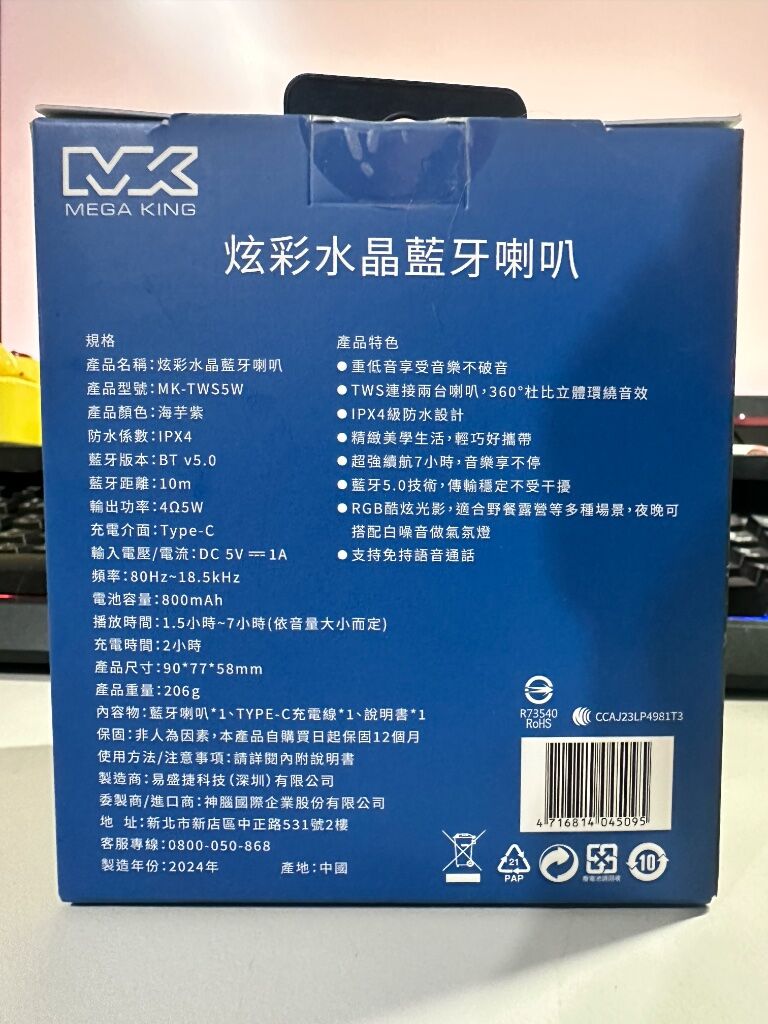 MK
MEGA KING
炫彩水晶藍牙喇叭
規格
產品名稱:炫彩水晶藍牙喇叭
產品型號:MK-TWS5W
產品顏色:海芋紫
防水係數:IPX4
藍牙版本:BT v5.0
藍牙距離:10m
輸出功率:4Ω5W
充電介面:Type-C
輸入電壓/電流:DC 5V ⎓ 1A
頻率:80Hz~18.5kHz
電池容量:800mAh
播放時間:1.5小時~7小時(依音量大小而定)
充電時間:2小時
產品尺寸:90*77*58mm
產品重量:206g
內容物:藍牙喇叭*1、TYPE-C充電線*1、說明書*1
保固:非人為因素,本產品自購買日起保固12個月
使用方法/注意事項:請詳閱內附說明書
製造商:易盛捷科技(深圳)有限公司
委製商/進口商:神腦國際企業股份有限公司
地 址:新北市新店區中正路531號2樓
客服專線:0800-050-868
製造年份:2024年 產地:中國
產品特色
●重低音享受音樂不破音
●TWS連接兩台喇叭,360°杜比立體環繞音效
●IPX4級防水設計
●精緻美學生活,輕巧好攜帶
●超強續航7小時,音樂享不停
●藍牙5.0技術,傳輸穩定不受干擾
●RGB酷炫光影,適合野餐露營等多種場景,夜晚可
搭配白噪音做氣氛燈
●支持免持語音通話
R73540
RoHS
CCAJ23LP4981T3
4 716814 045095
21
PAP
廢電池請回收
10